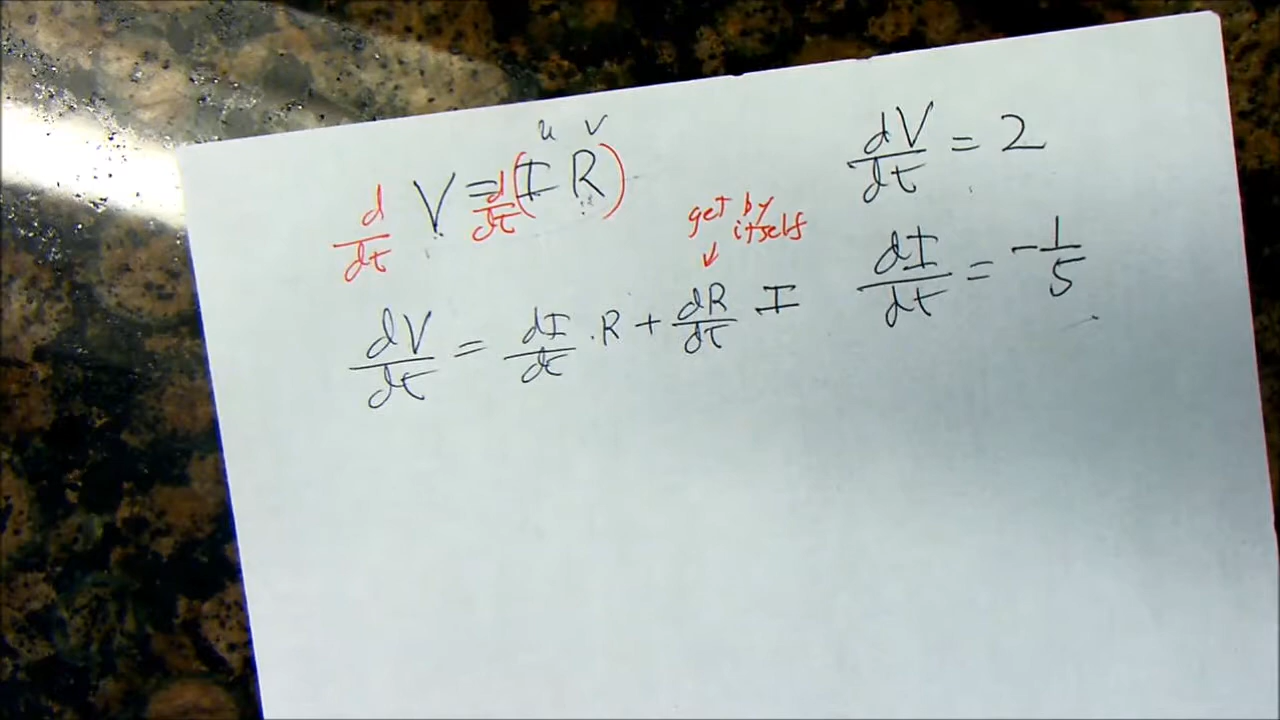 u v
d/dt V = d/dt (I R)
get by
itself
↓
dV/dt = dI/dt · R + dR/dt I
dV/dt = 2
dI/dt = -1/5